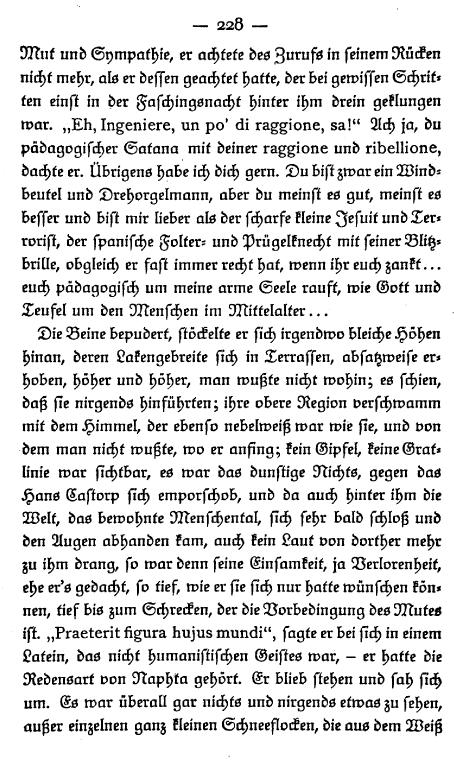 — 228 —
Mut und Sympathie, er achtete des Zurufs in seinem Rücken
nicht mehr, als er dessen geachtet hatte, der bei gewissen Schrit-
ten einst in der Faschingsnacht hinter ihm drein geklungen
war. „Eh, Ingeniere, un po' di raggione, sa!“ Ach ja, du
pädagogischer Satana mit deiner raggione und ribellione,
dachte er. Übrigens habe ich dich gern. Du bist zwar ein Wind-
beutel und Drehorgelmann, aber du meinst es gut, meinst es
besser und bist mir lieber als der scharfe kleine Jesuit und Ter-
rorist, der spanische Folter- und Prügelknecht mit seiner Blitz-
brille, obgleich er fast immer recht hat, wenn ihr euch zankt...
euch pädagogisch um meine arme Seele rauft, wie Gott und
Teufel um den Menschen im Mittelalter...
Die Beine bepudert, stöckelte er sich irgendwo bleiche Höhen
hinan, deren Lakengebreite sich in Terrassen, absatzweise er-
hoben, höher und höher, man wußte nicht wohin; es schien,
daß sie nirgends hinführten; ihre obere Region verschwamm
mit dem Himmel, der ebenso nebelweiß war wie sie, und von
dem man nicht wußte, wo er anfing; kein Gipfel, keine Grat-
linie war sichtbar, es war das dunstige Nichts, gegen das
Hans Castorp sich emporschob, und da auch hinter ihm die
Welt, das bewohnte Menschental, sich sehr bald schloß und
den Augen abhanden kam, auch kein Laut von dorther mehr
zu ihm drang, so war denn seine Einsamkeit, ja Verlorenheit,
ehe er's gedacht, so tief, wie er sie sich nur hatte wünschen kön-
nen, tief bis zum Schrecken, der die Vorbedingung des Mutes
ist. „Praeterit figura hujus mundi“, sagte er bei sich in einem
Latein, das nicht humanistischen Geistes war, – er hatte die
Redensart von Naphta gehört. Er blieb stehen und sah sich
um. Es war überall gar nichts und nirgends etwas zu sehen,
außer einzelnen ganz kleinen Schneeflocken, die aus dem Weiß